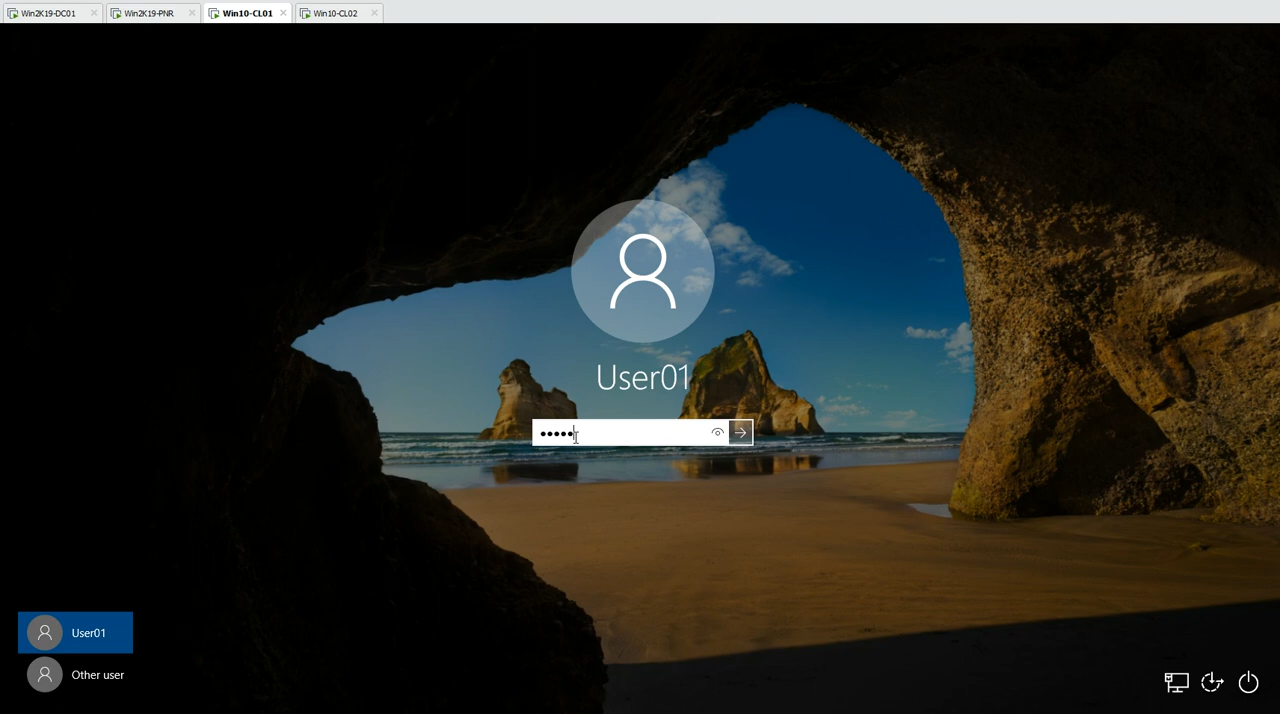 Win2K19-DC01
Win2K19-PNR
Win10-CL01
Win10-CL02
User01
User01
Other user